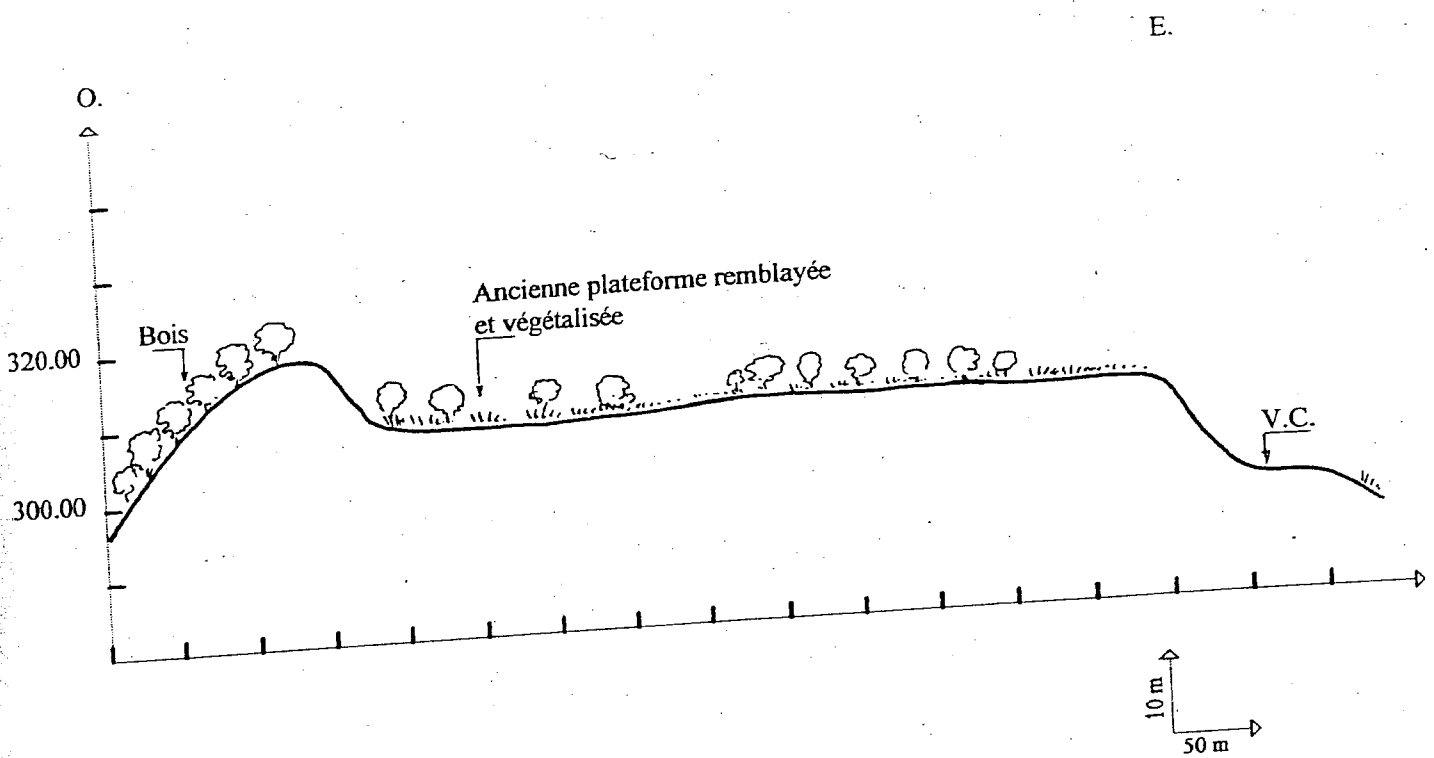 E.
O.
Ancienne plateforme remblayée
et végétalisée
Bois
320.00
V.C.
300.00
10 m
50 m